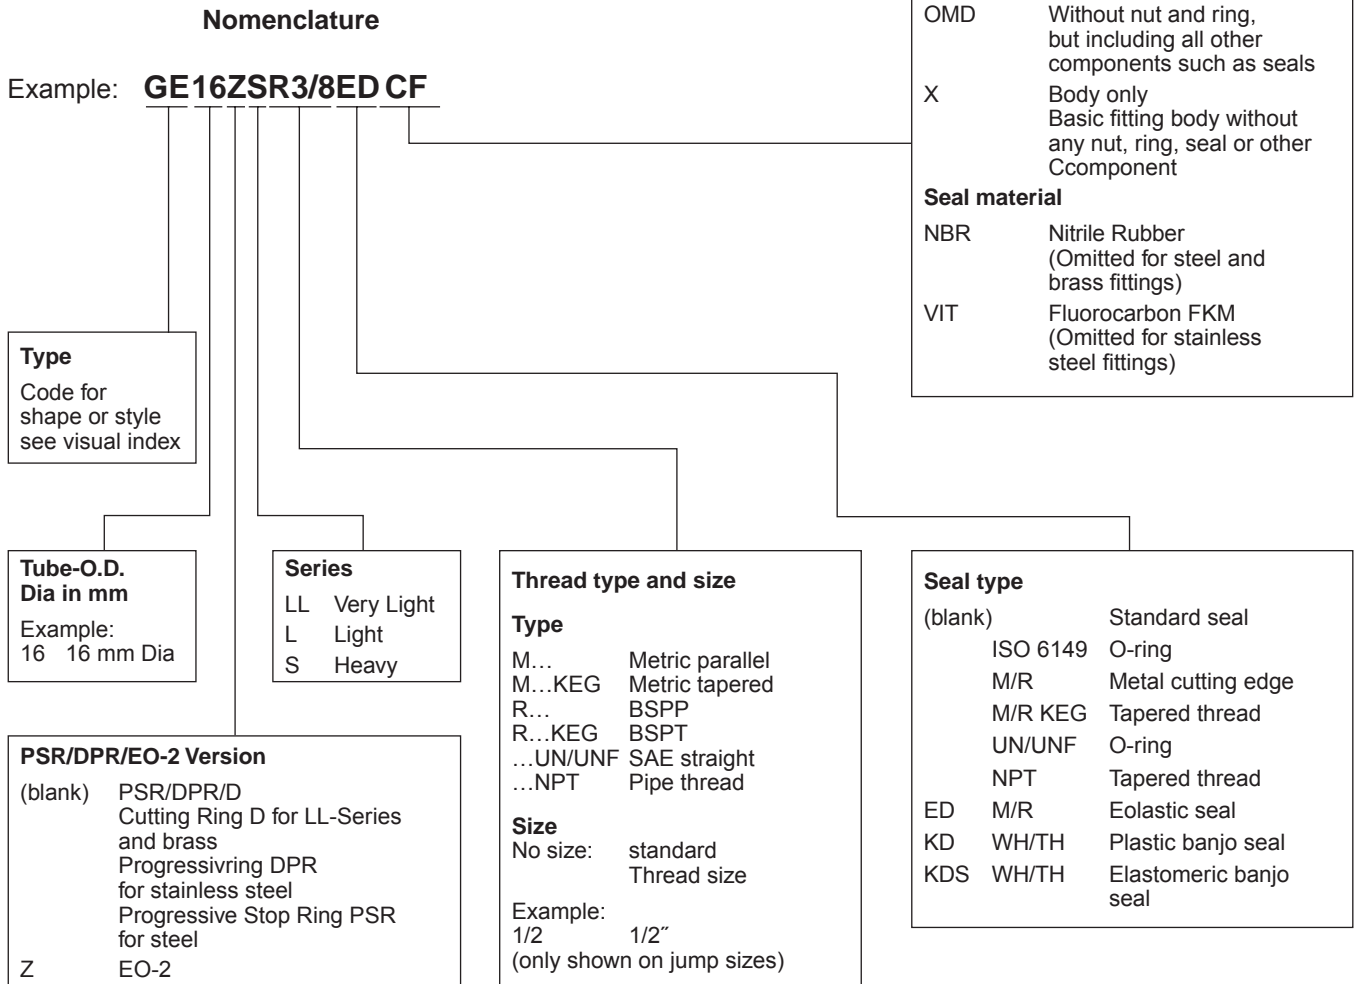 Nomenclature
Example: GE16ZSR3/8ED CF
OMD Without nut and ring,
but including all other
components such as seals
X Body only
Basic fitting body without
any nut, ring, seal or other
Ccomponent
Seal material
NBR Nitrile Rubber
(Omitted for steel and
brass fittings)
VIT Fluorocarbon FKM
(Omitted for stainless
steel fittings)
Type
Code for
shape or style
see visual index
Tube-O.D.
Dia in mm
Example:
16 16 mm Dia
Series
LL Very Light
L Light
S Heavy
PSR/DPR/EO-2 Version
(blank) PSR/DPR/D
Cutting Ring D for LL-Series
and brass
Progressivring DPR
for stainless steel
Progressive Stop Ring PSR
for steel
Z EO-2
Thread type and size
Type
M… Metric parallel
M…KEG Metric tapered
R… BSPP
R…KEG BSPT
…UN/UNF SAE straight
…NPT Pipe thread
Size
No size: standard
Thread size
Example:
1/2 1/2˝
(only shown on jump sizes)
Seal type
(blank) Standard seal
ISO 6149 O-ring
M/R Metal cutting edge
M/R KEG Tapered thread
UN/UNF O-ring
NPT Tapered thread
ED M/R Eolastic seal
KD WH/TH Plastic banjo seal
KDS WH/TH Elastomeric banjo
seal